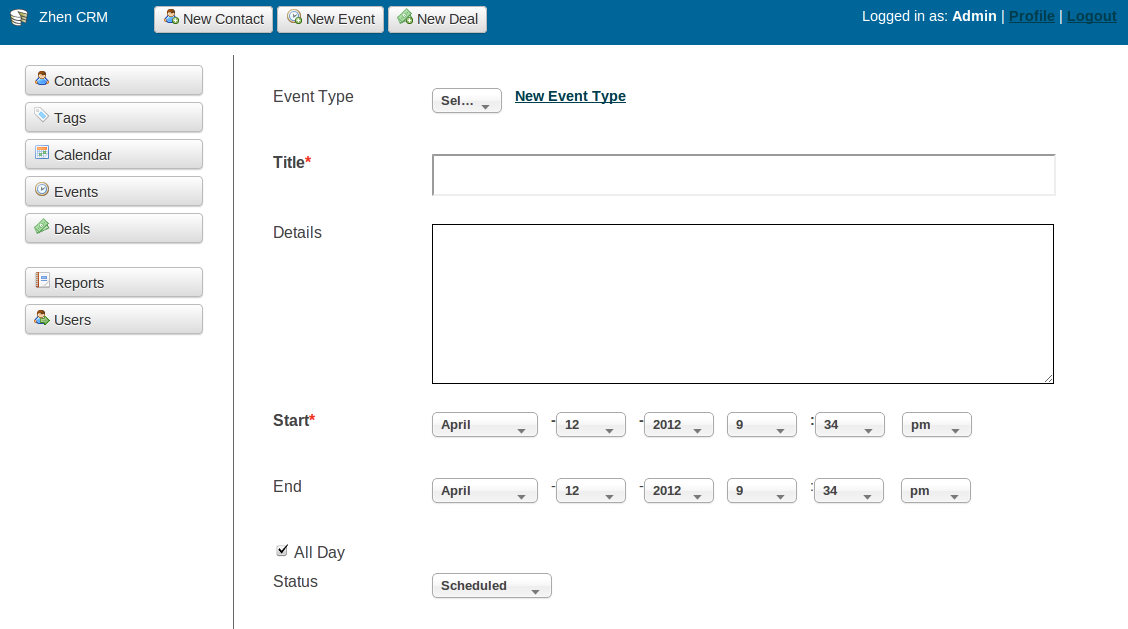 Zhen CRM New Contact New Event New Deal Logged in as: Admin | Profile | Logout
Contacts
Tags
Calendar
Events
Deals
Reports
Users
Event Type Sel... New Event Type
Title*
Details
Start* April - 12 - 2012 9 : 34 pm
End April - 12 - 2012 9 : 34 pm
All Day
Status Scheduled